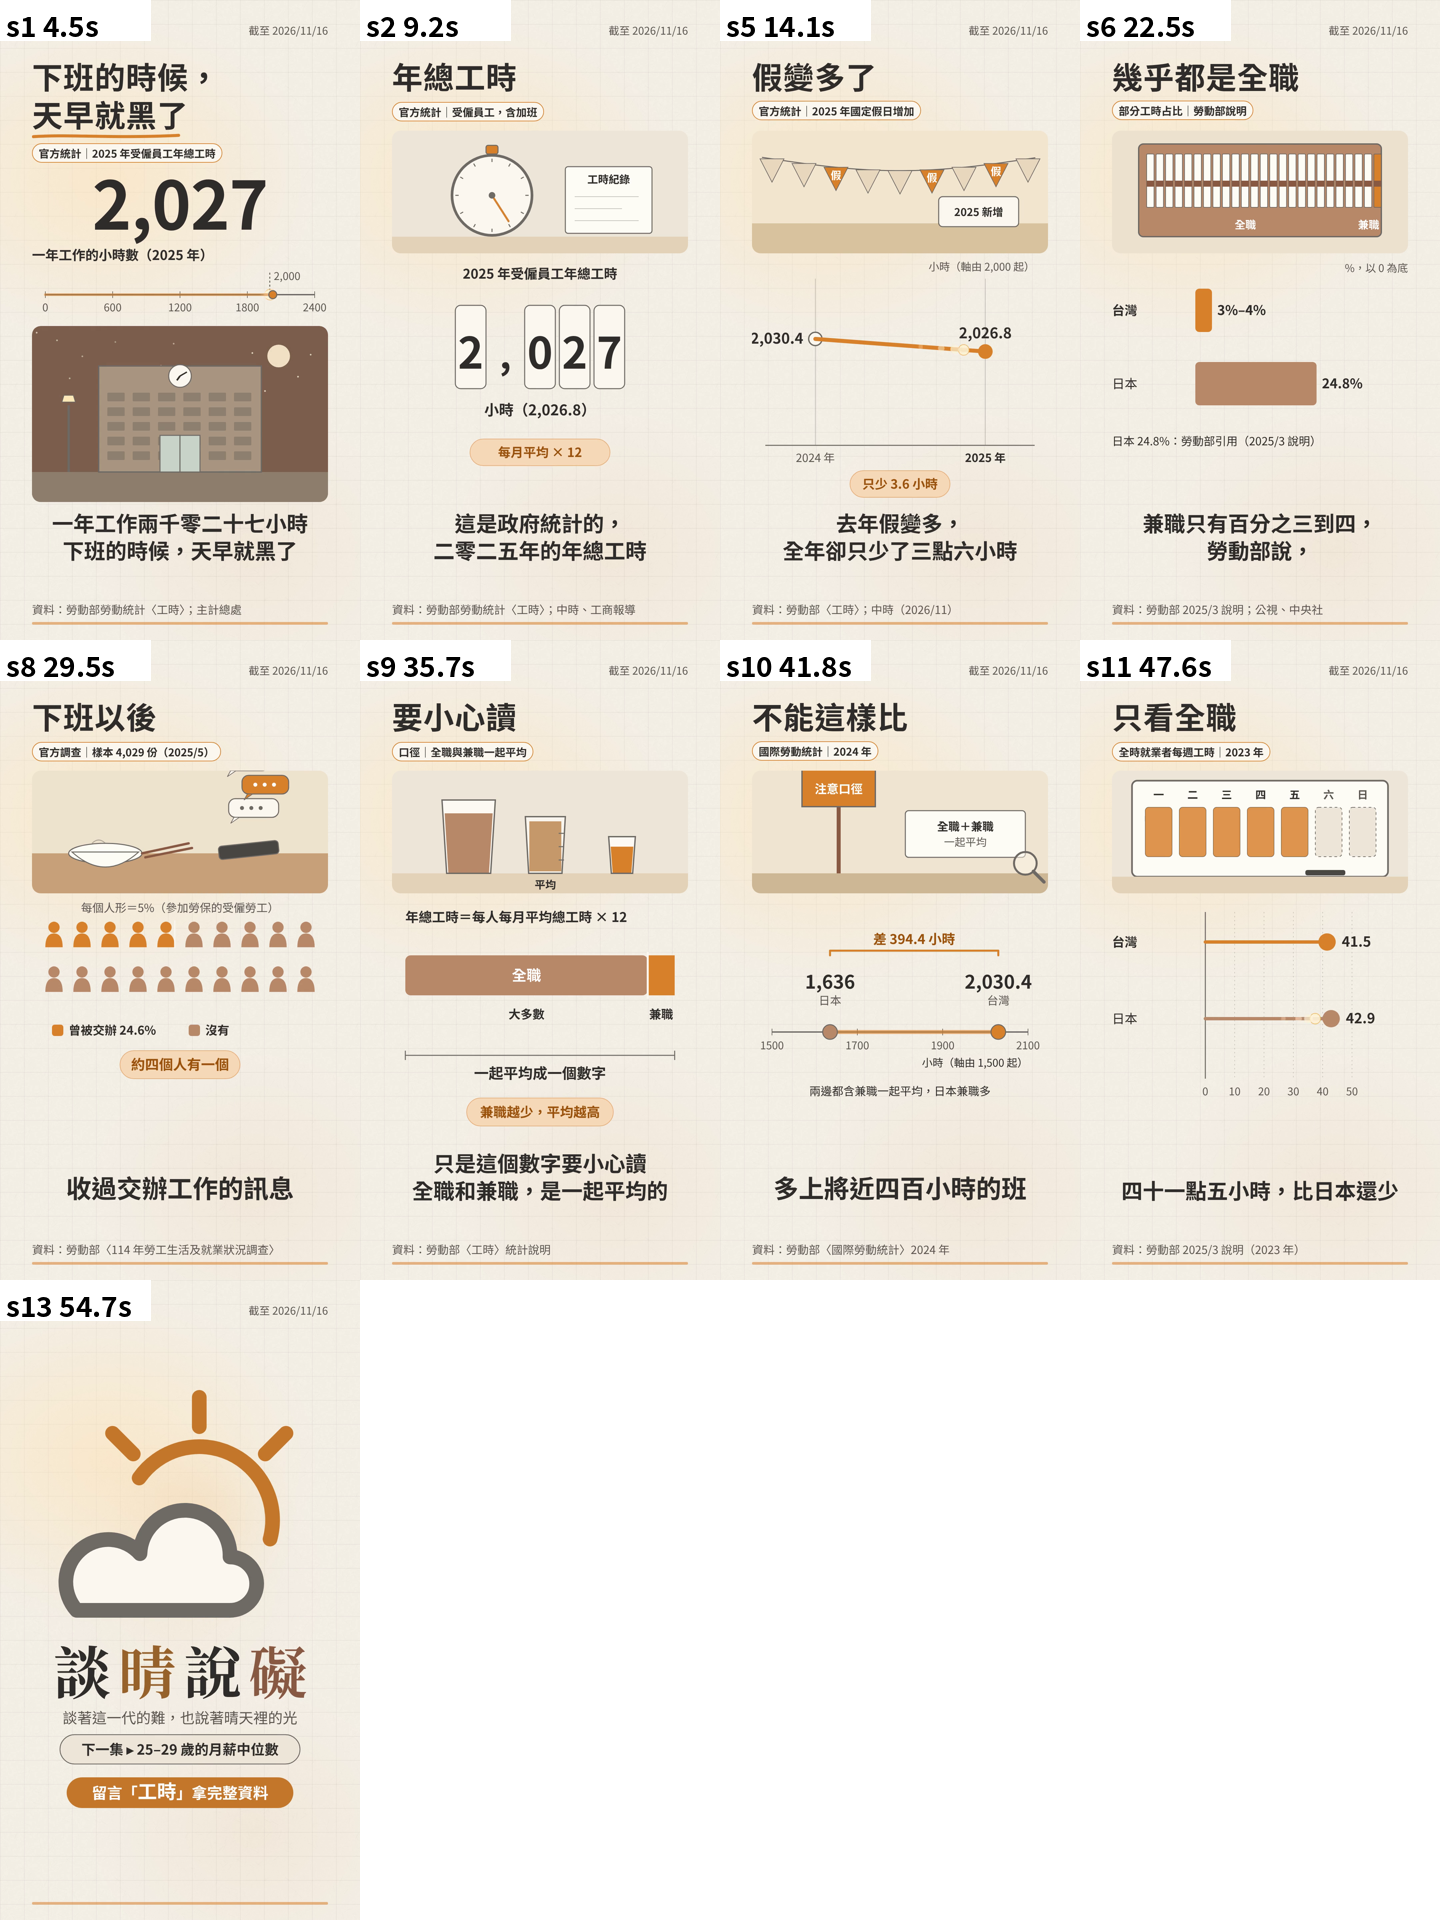 s1 4.5s
截至 2026/11/16
下班的時候，
天早就黑了
官方統計｜2025 年受僱員工年總工時
2,027
一年工作的小時數（2025 年）
2,000
0 600 1200 1800 2400
一年工作兩千零二十七小時
下班的時候，天早就黑了
資料：勞動部勞動統計〈工時〉；主計總處
s2 9.2s
截至 2026/11/16
年總工時
官方統計｜受僱員工，含加班
工時紀錄
2025 年受僱員工年總工時
2,027
小時（2,026.8）
每月平均 × 12
這是政府統計的，
二零二五年的年總工時
資料：勞動部勞動統計〈工時〉；中時、工商報導
s5 14.1s
截至 2026/11/16
假變多了
官方統計｜2025 年國定假日增加
假 假 假
2025 新增
小時（軸由 2,000 起）
2,030.4
2,026.8
2024 年 2025 年
只少 3.6 小時
去年假變多，
全年卻只少了三點六小時
資料：勞動部〈工時〉；中時（2026/11）
s6 22.5s
截至 2026/11/16
幾乎都是全職
部分工時占比｜勞動部說明
全職 兼職
%，以 0 為底
台灣 3%–4%
日本 24.8%
日本 24.8%：勞動部引用（2025/3 說明）
兼職只有百分之三到四，
勞動部說，
資料：勞動部 2025/3 說明；公視、中央社
s8 29.5s
截至 2026/11/16
下班以後
官方調查｜樣本 4,029 份（2025/5）
每個人形＝5%（參加勞保的受僱勞工）
曾被交辦 24.6% 沒有
約四個人有一個
收過交辦工作的訊息
資料：勞動部〈114 年勞工生活及就業狀況調查〉
s9 35.7s
截至 2026/11/16
要小心讀
口徑｜全職與兼職一起平均
平均
年總工時＝每人每月平均總工時 × 12
全職
大多數 兼職
一起平均成一個數字
兼職越少，平均越高
只是這個數字要小心讀
全職和兼職，是一起平均的
資料：勞動部〈工時〉統計說明
s10 41.8s
截至 2026/11/16
不能這樣比
國際勞動統計｜2024 年
注意口徑
全職＋兼職
一起平均
差 394.4 小時
1,636 2,030.4
日本 台灣
1500 1700 1900 2100
小時（軸由 1,500 起）
兩邊都含兼職一起平均，日本兼職多
多上將近四百小時的班
資料：勞動部〈國際勞動統計〉2024 年
s11 47.6s
截至 2026/11/16
只看全職
全時就業者每週工時｜2023 年
一 二 三 四 五 六 日
台灣 41.5
日本 42.9
0 10 20 30 40 50
四十一點五小時，比日本還少
資料：勞動部 2025/3 說明（2023 年）
s13 54.7s
截至 2026/11/16
談晴說礙
談著這一代的難，也說著晴天裡的光
下一集 ▸ 25–29 歲的月薪中位數
留言「工時」拿完整資料